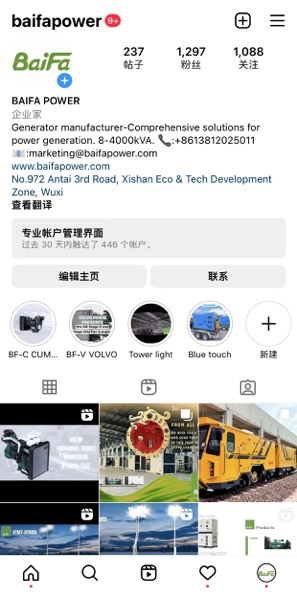 baifapower 9+
BaiFa
237 1,297 1,088
帖子 粉丝 关注
BAIFA POWER
企业家
Generator manufacturer-Comprehensive solutions for
power generation. 8-4000kVA. 📞:+8613812025011
📧:marketing@baifapower.com
www.baifapower.com
No.972 Antai 3rd Road, Xishan Eco & Tech Development
Zone, Wuxi
查看翻译
专业帐户管理界面
过去 30 天内触达了 446 个帐户。
编辑主页 联系
BF-C CUM... BF-V VOLVO Tower light Blue touch 新建
FROM ALL